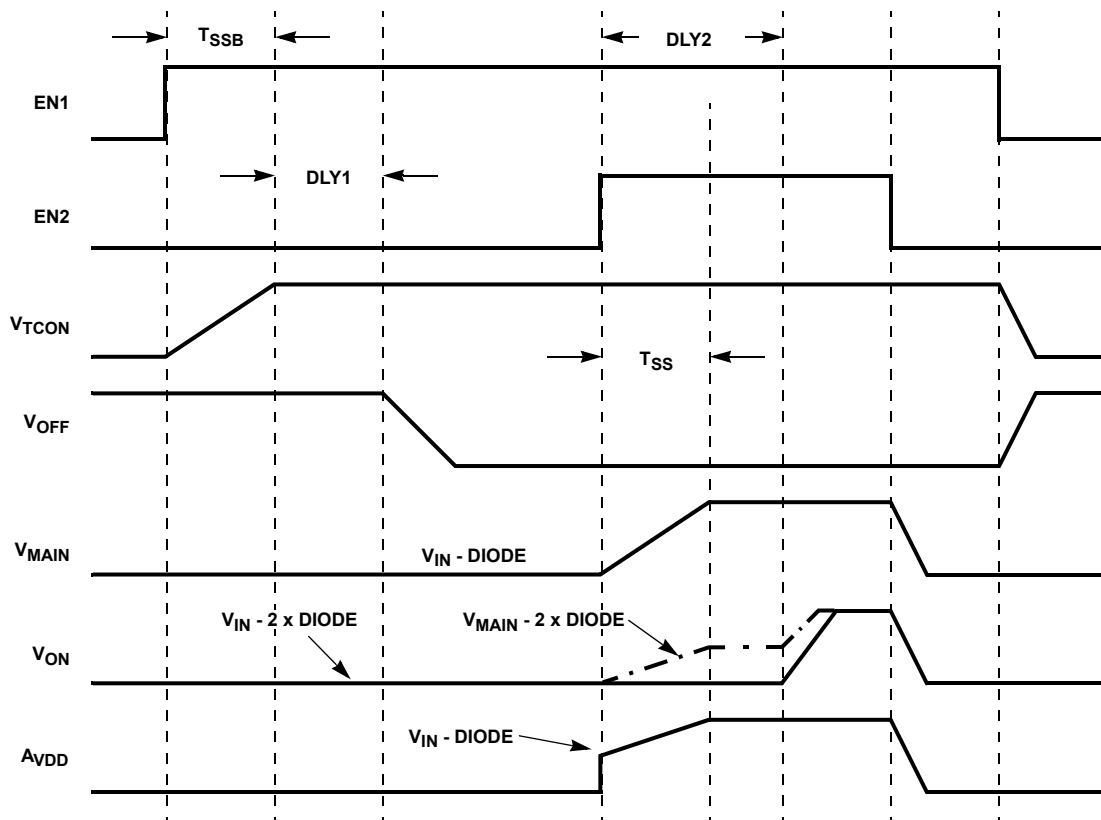 TSSB
DLY2
EN1
DLY1
EN2
VTCON
TSS
VOFF
VMAIN
VIN - DIODE
VIN - 2 x DIODE
VMAIN - 2 x DIODE
VON
VIN - DIODE
AVDD